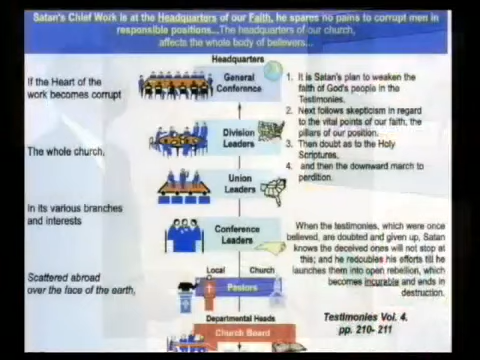 Satan's Chief Work is at the Headquarters of our Faith, he spares no pains to corrupt men in
responsible positions...The headquarters of our church,
affects the whole body of believers...
Headquarters
General
Conference
If the Heart of the
work becomes corrupt
1. It is Satan's plan to weaken the
faith of God's people in the
Testimonies.
2. Next follows skepticism in regard
to the vital points of our faith, the
pillars of our position.
3. Then doubt as to the Holy
Scriptures,
4. and then the downward march to
perdition.
Division
Leaders
The whole church,
Union
Leaders
In its various branches
and interests
Conference
Leaders
When the testimonies, which were once
believed, are doubted and given up, Satan
knows the deceived ones will not stop at
this; and he redoubles his efforts till he
launches them into open rebellion, which
becomes incurable and ends in
destruction.
Local Church
Pastors
Scattered abroad
over the face of the earth,
Testimonies Vol. 4.
pp. 210- 211
Departmental Heads
Church Board